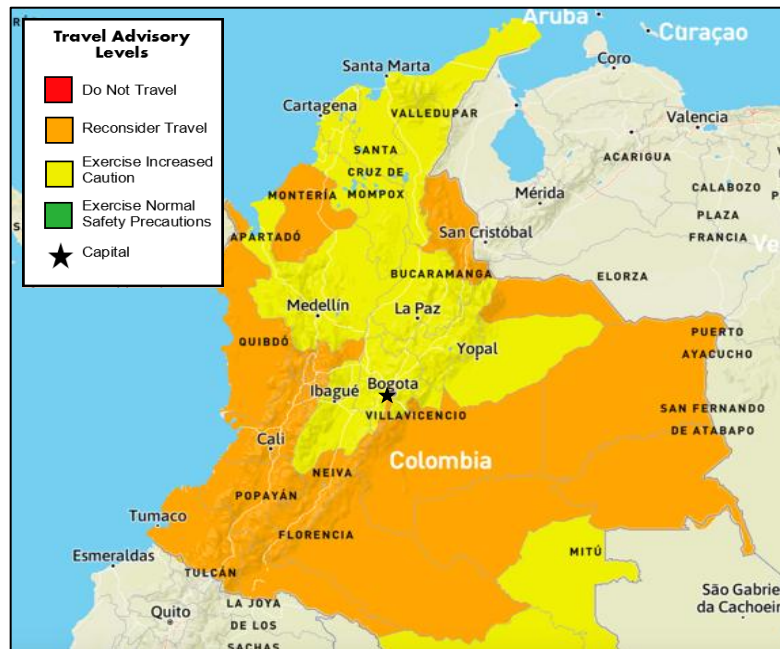 Travel Advisory
Levels
Do Not Travel
Reconsider Travel
Exercise Increased
Caution
Exercise Normal
Safety Precautions
Capital
Aruba
Curaçao
Santa Marta
Coro
Cartagena
VALLEDUPAR
Valencia
SANTA
CRUZ DE
MOMPOX
ACARIGUA
MONTERÍA
Mérida
CALABOZO
PLAZA
FRANCIA
APARTADÓ
San Cristóbal
BUCARAMANGA
ELORZA
Ve
Medellín
La Paz
QUIBDÓ
Yopal
PUERTO
AYACUCHO
Ibagué
Bogota
VILLAVICENCIO
SAN FERNANDO
DE ATABAPO
Cali
Colombia
NEIVA
POPAYÁN
Tumaco
FLORENCIA
MITÚ
Esmeraldas
TULCÁN
São Gabrie
da Cachoeir
Quito
LA JOYA
DE LOS
SACHAS